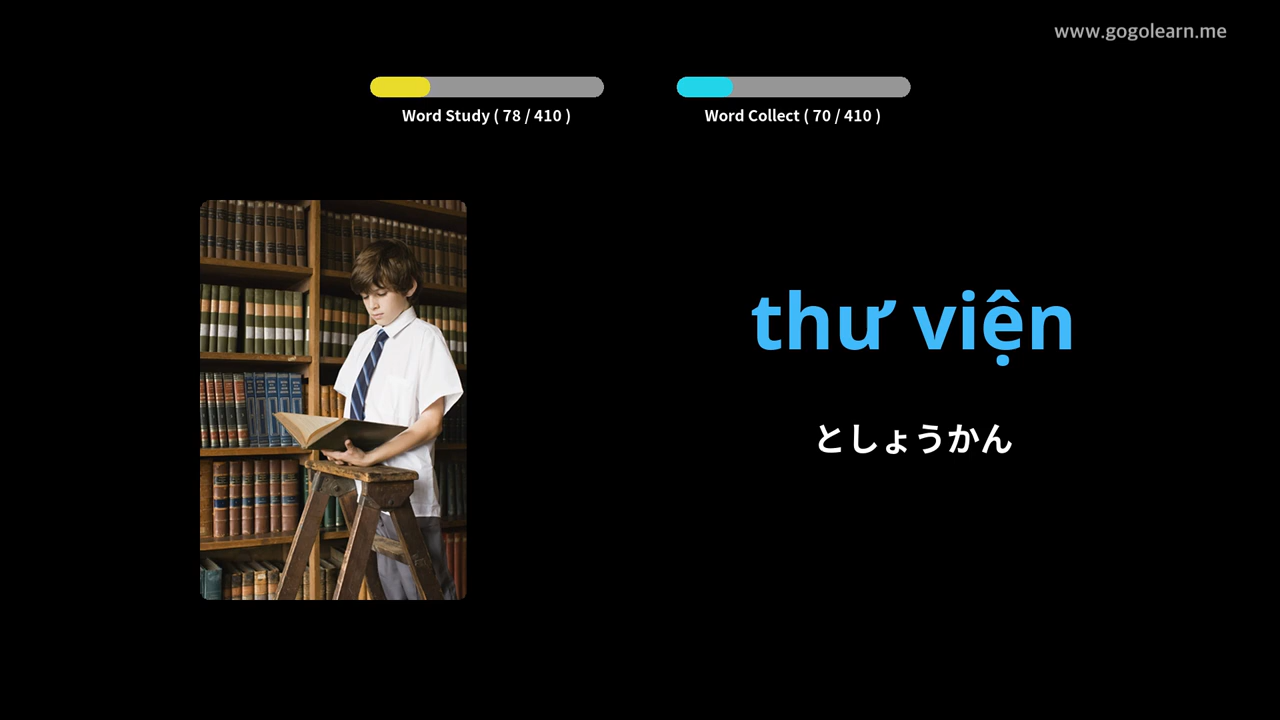 www.gogolearn.me
Word Study ( 78 / 410 )
Word Collect ( 70 / 410 )
thư viện
としょうかん